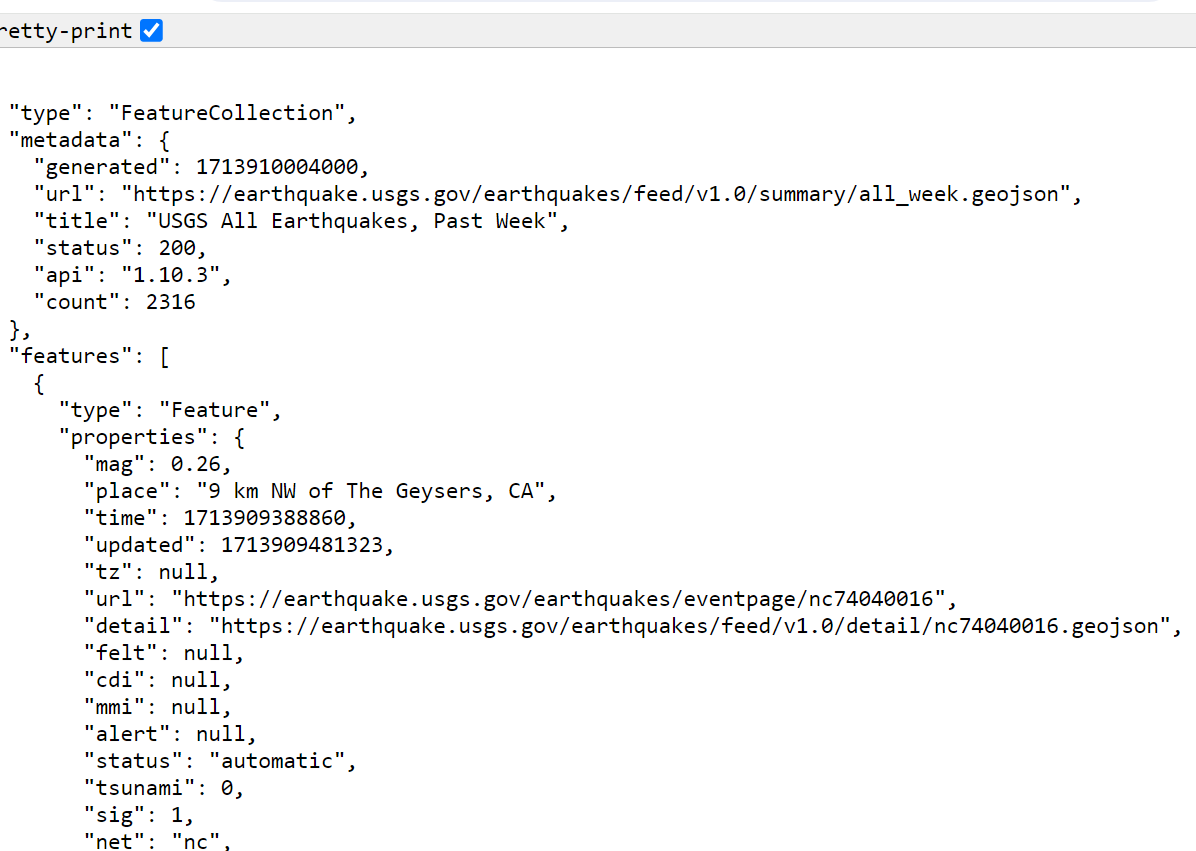 retty-print
"type": "FeatureCollection",
"metadata": {
"generated": 1713910004000,
"url": "https://earthquake.usgs.gov/earthquakes/feed/v1.0/summary/all_week.geojson",
"title": "USGS All Earthquakes, Past Week",
"status": 200,
"api": "1.10.3",
"count": 2316
},
"features": [
{
"type": "Feature",
"properties": {
"mag": 0.26,
"place": "9 km NW of The Geysers, CA",
"time": 1713909388860,
"updated": 1713909481323,
"tz": null,
"url": "https://earthquake.usgs.gov/earthquakes/eventpage/nc74040016",
"detail": "https://earthquake.usgs.gov/earthquakes/feed/v1.0/detail/nc74040016.geojson",
"felt": null,
"cdi": null,
"mmi": null,
"alert": null,
"status": "automatic",
"tsunami": 0,
"sig": 1,
"net": "nc",